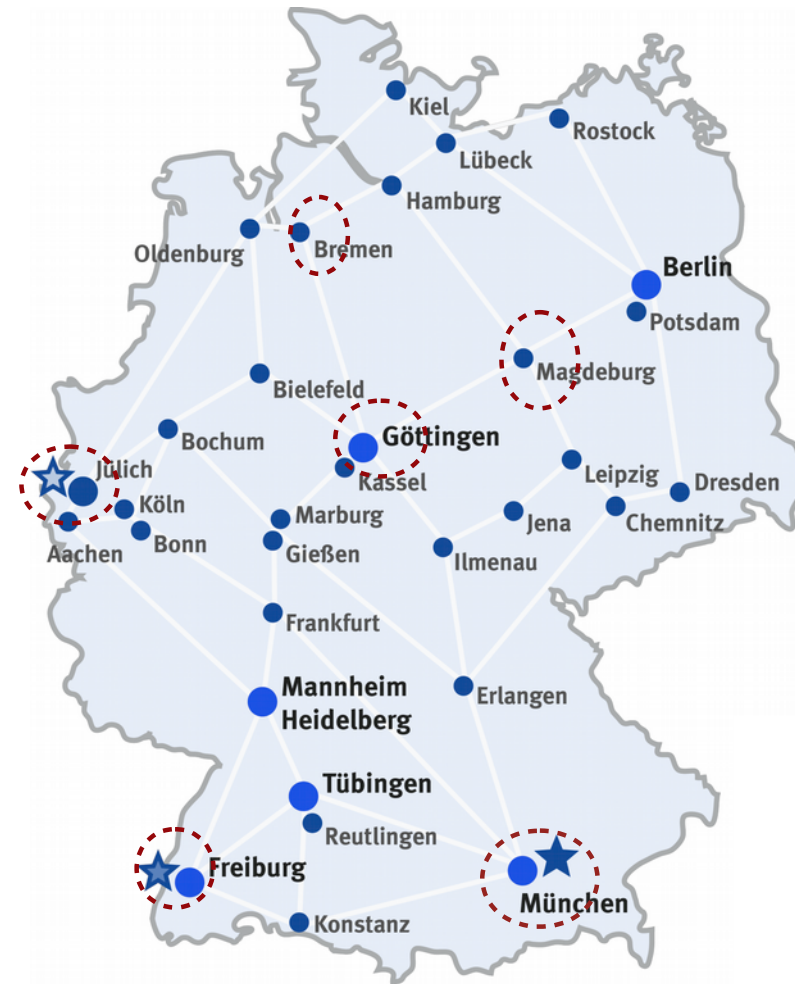 Kiel
Rostock
Lübeck
Hamburg
Oldenburg
Bremen
Berlin
Potsdam
Magdeburg
Bielefeld
Göttingen
Bochum
Jülich
Kassel
Leipzig
Dresden
Köln
Marburg
Jena
Chemnitz
Aachen
Bonn
Gießen
Ilmenau
Frankfurt
Mannheim
Heidelberg
Erlangen
Tübingen
Reutlingen
Freiburg
München
Konstanz